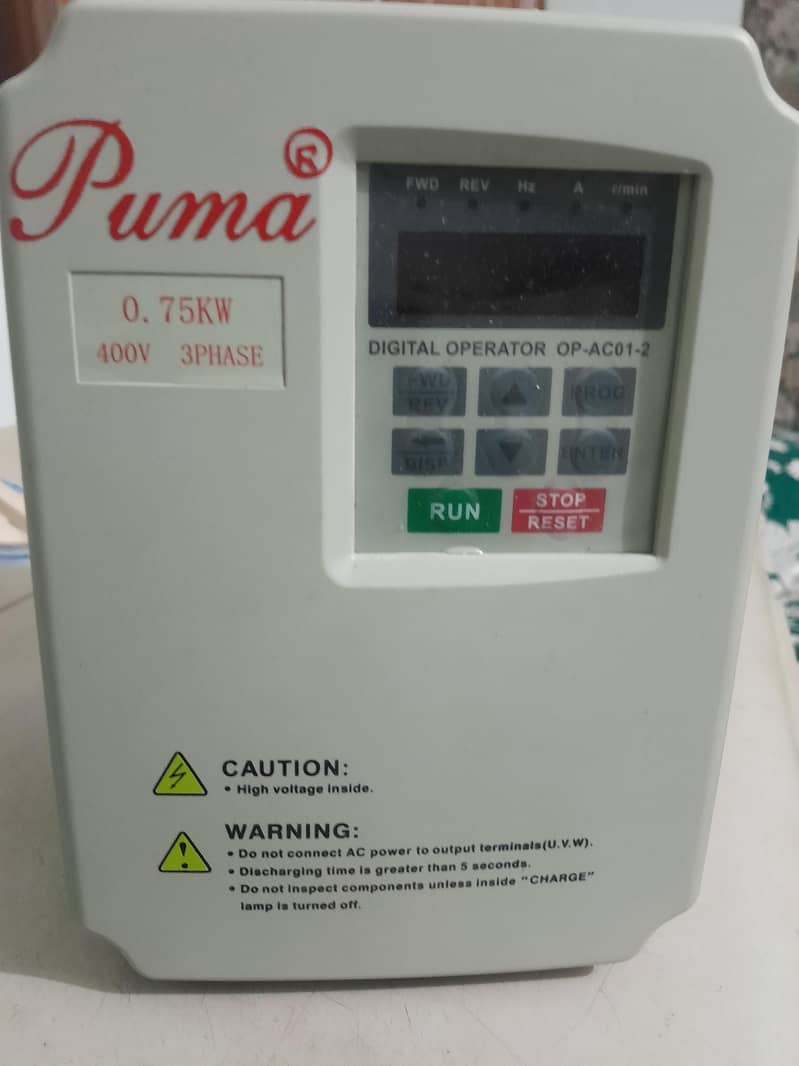 Puma®
0.75KW
400V 3PHASE
FWD REV Hz A r/min
DIGITAL OPERATOR OP-AC01-2
FWD
REV
▲
PROG
DISP
▼
ENTER
RUN
STOP
RESET
CAUTION:
• High voltage inside.
WARNING:
• Do not connect AC power to output terminals(U.V.W).
• Discharging time is greater than 5 seconds.
• Do not inspect components unless inside "CHARGE"
lamp is turned off.